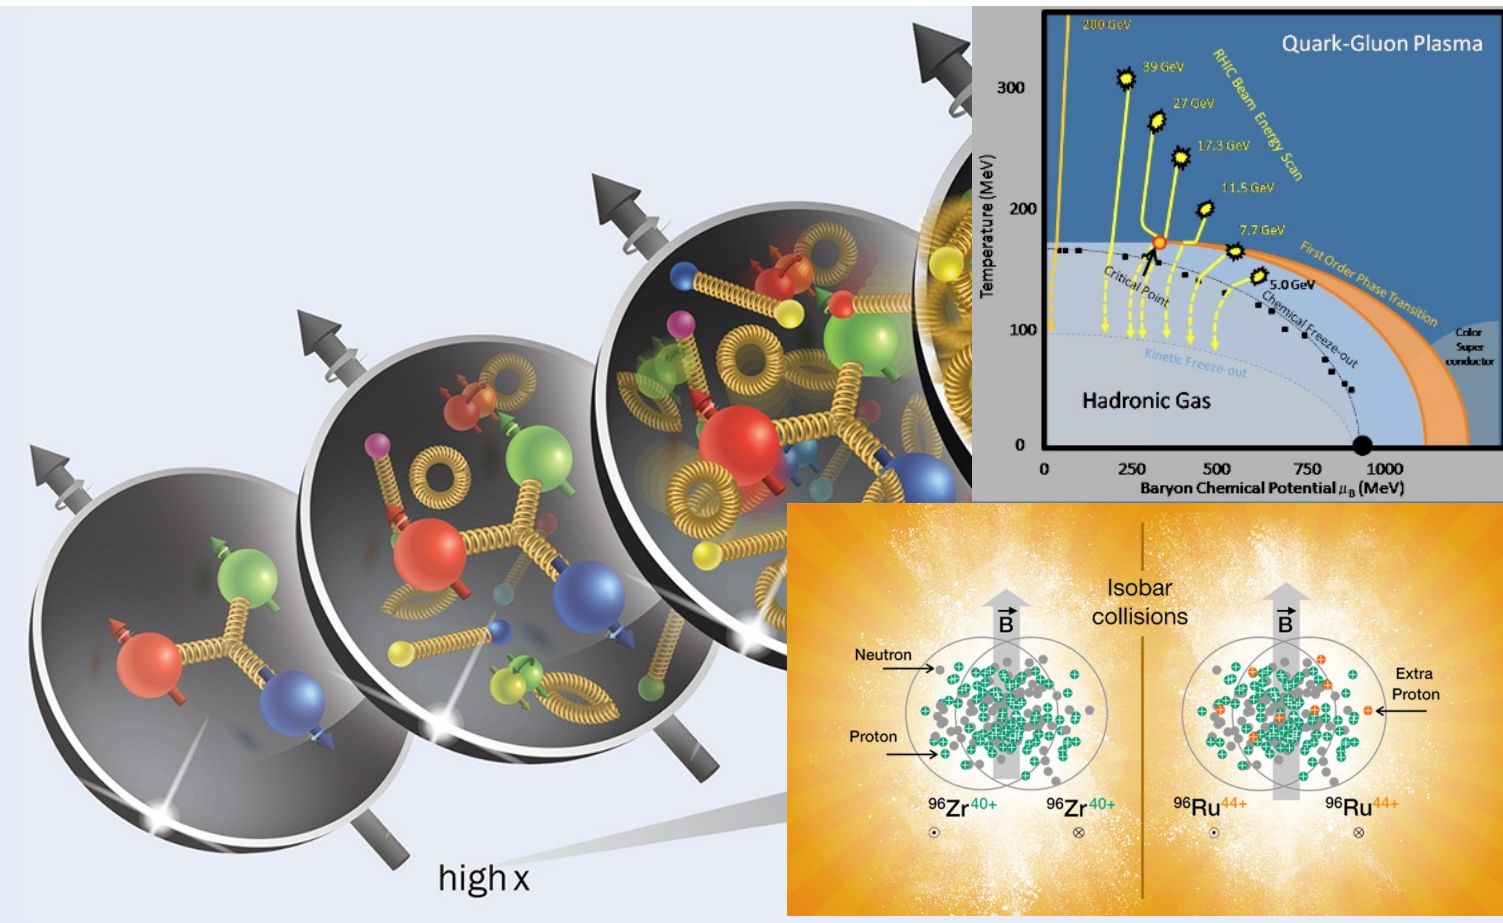 high x
200 GeV
Quark-Gluon Plasma
39 GeV
RHIC Beam Energy Scan
300
27 GeV
17.3 GeV
11.5 GeV
200
7.7 GeV
First Order Phase Transition
Temperature (MeV)
Critical Point
5.0 GeV
Chemical Freeze-out
100
Color
Super
conductor
Kinetic Freeze-out
Hadronic Gas
0
0
250
500
750
1000
Baryon Chemical Potential μB (MeV)
Isobar
collisions
B
B
Neutron
Extra
Proton
Proton
96Zr40+
96Zr40+
96Ru44+
96Ru44+